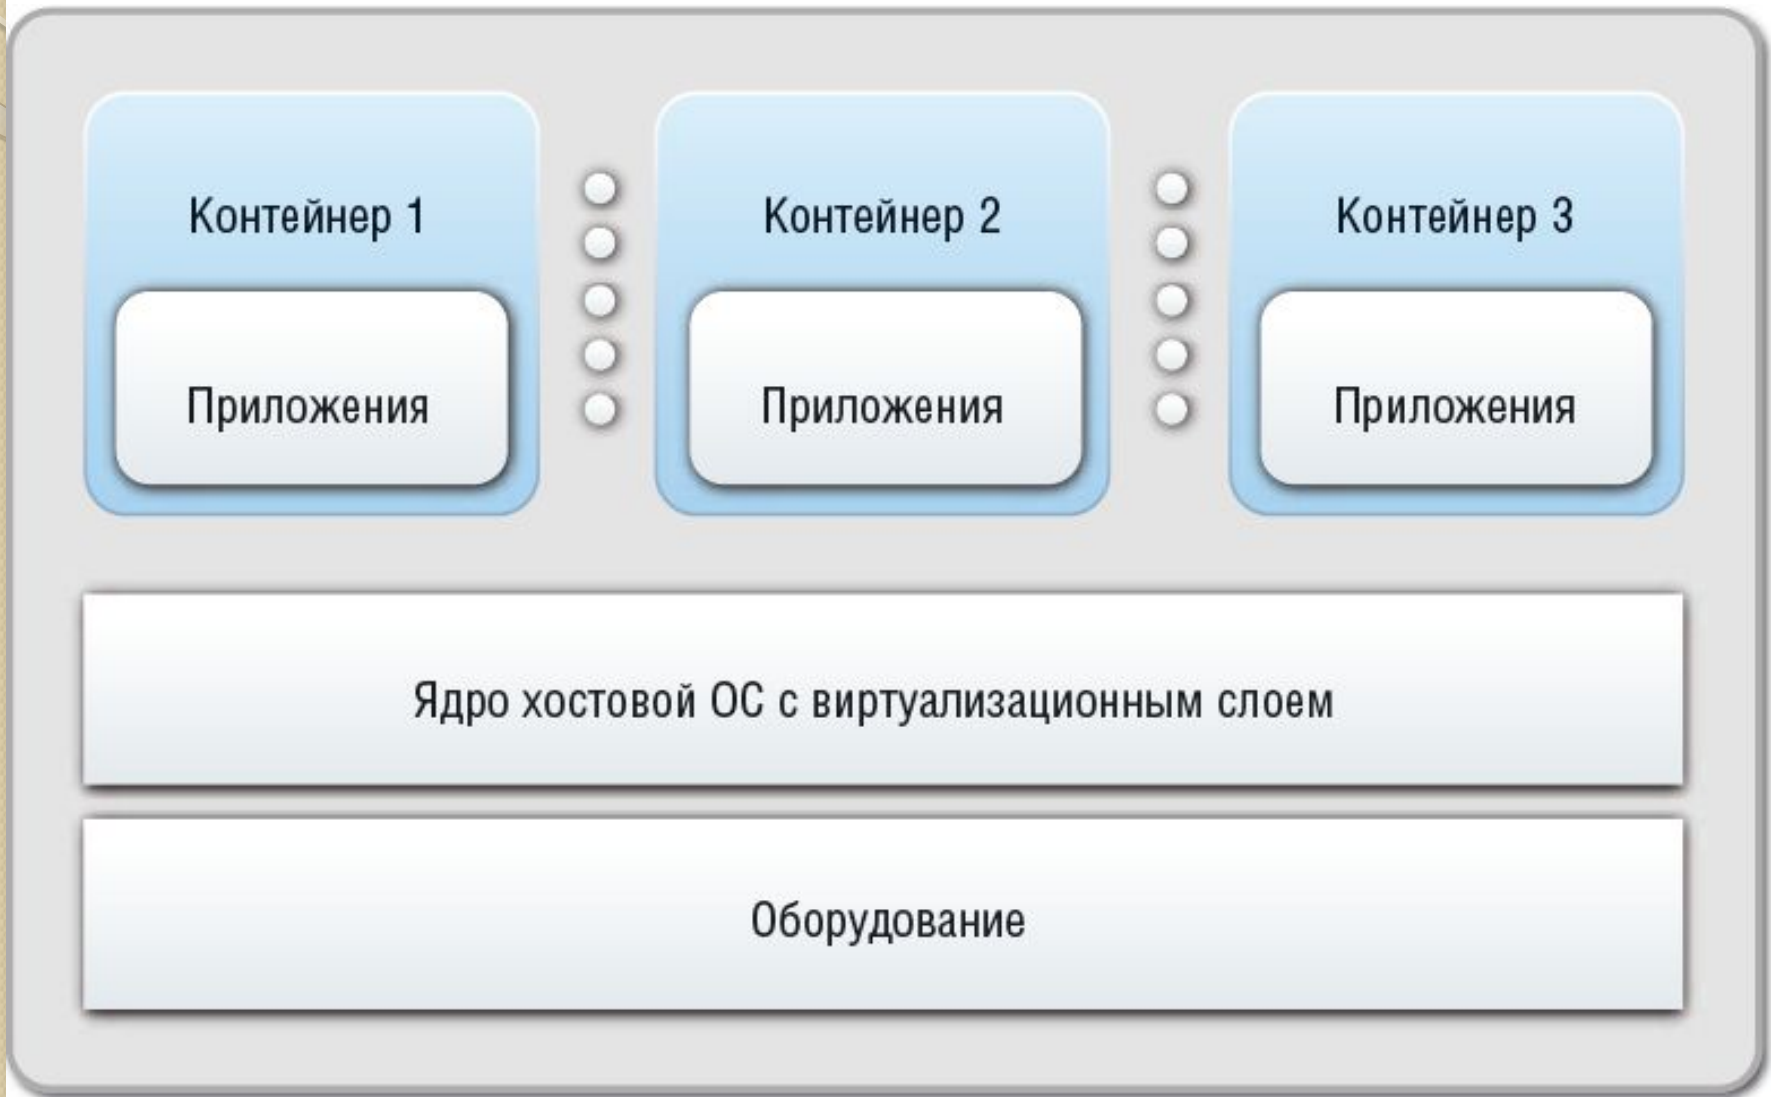 Контейнер 1
Контейнер 2
Контейнер 3
Приложения
Приложения
Приложения
Ядро хостовой ОС с виртуализационным слоем
Оборудование